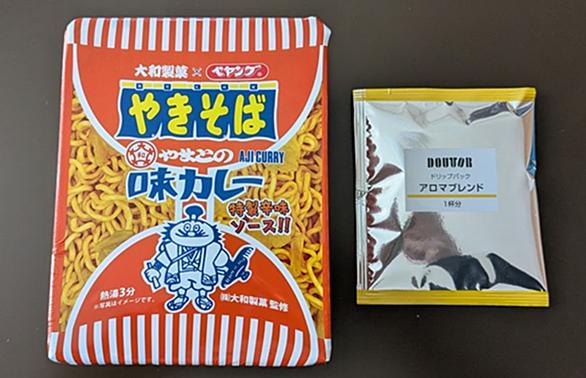 大和製菓×ペヤング
やきそば
やまとの AJI CURRY
味カレー
特製辛味
ソース!!
熱湯3分
※写真はイメージです。
(株)大和製菓 監修
DOUTOR
ドリップパック
アロマブレンド
1杯分